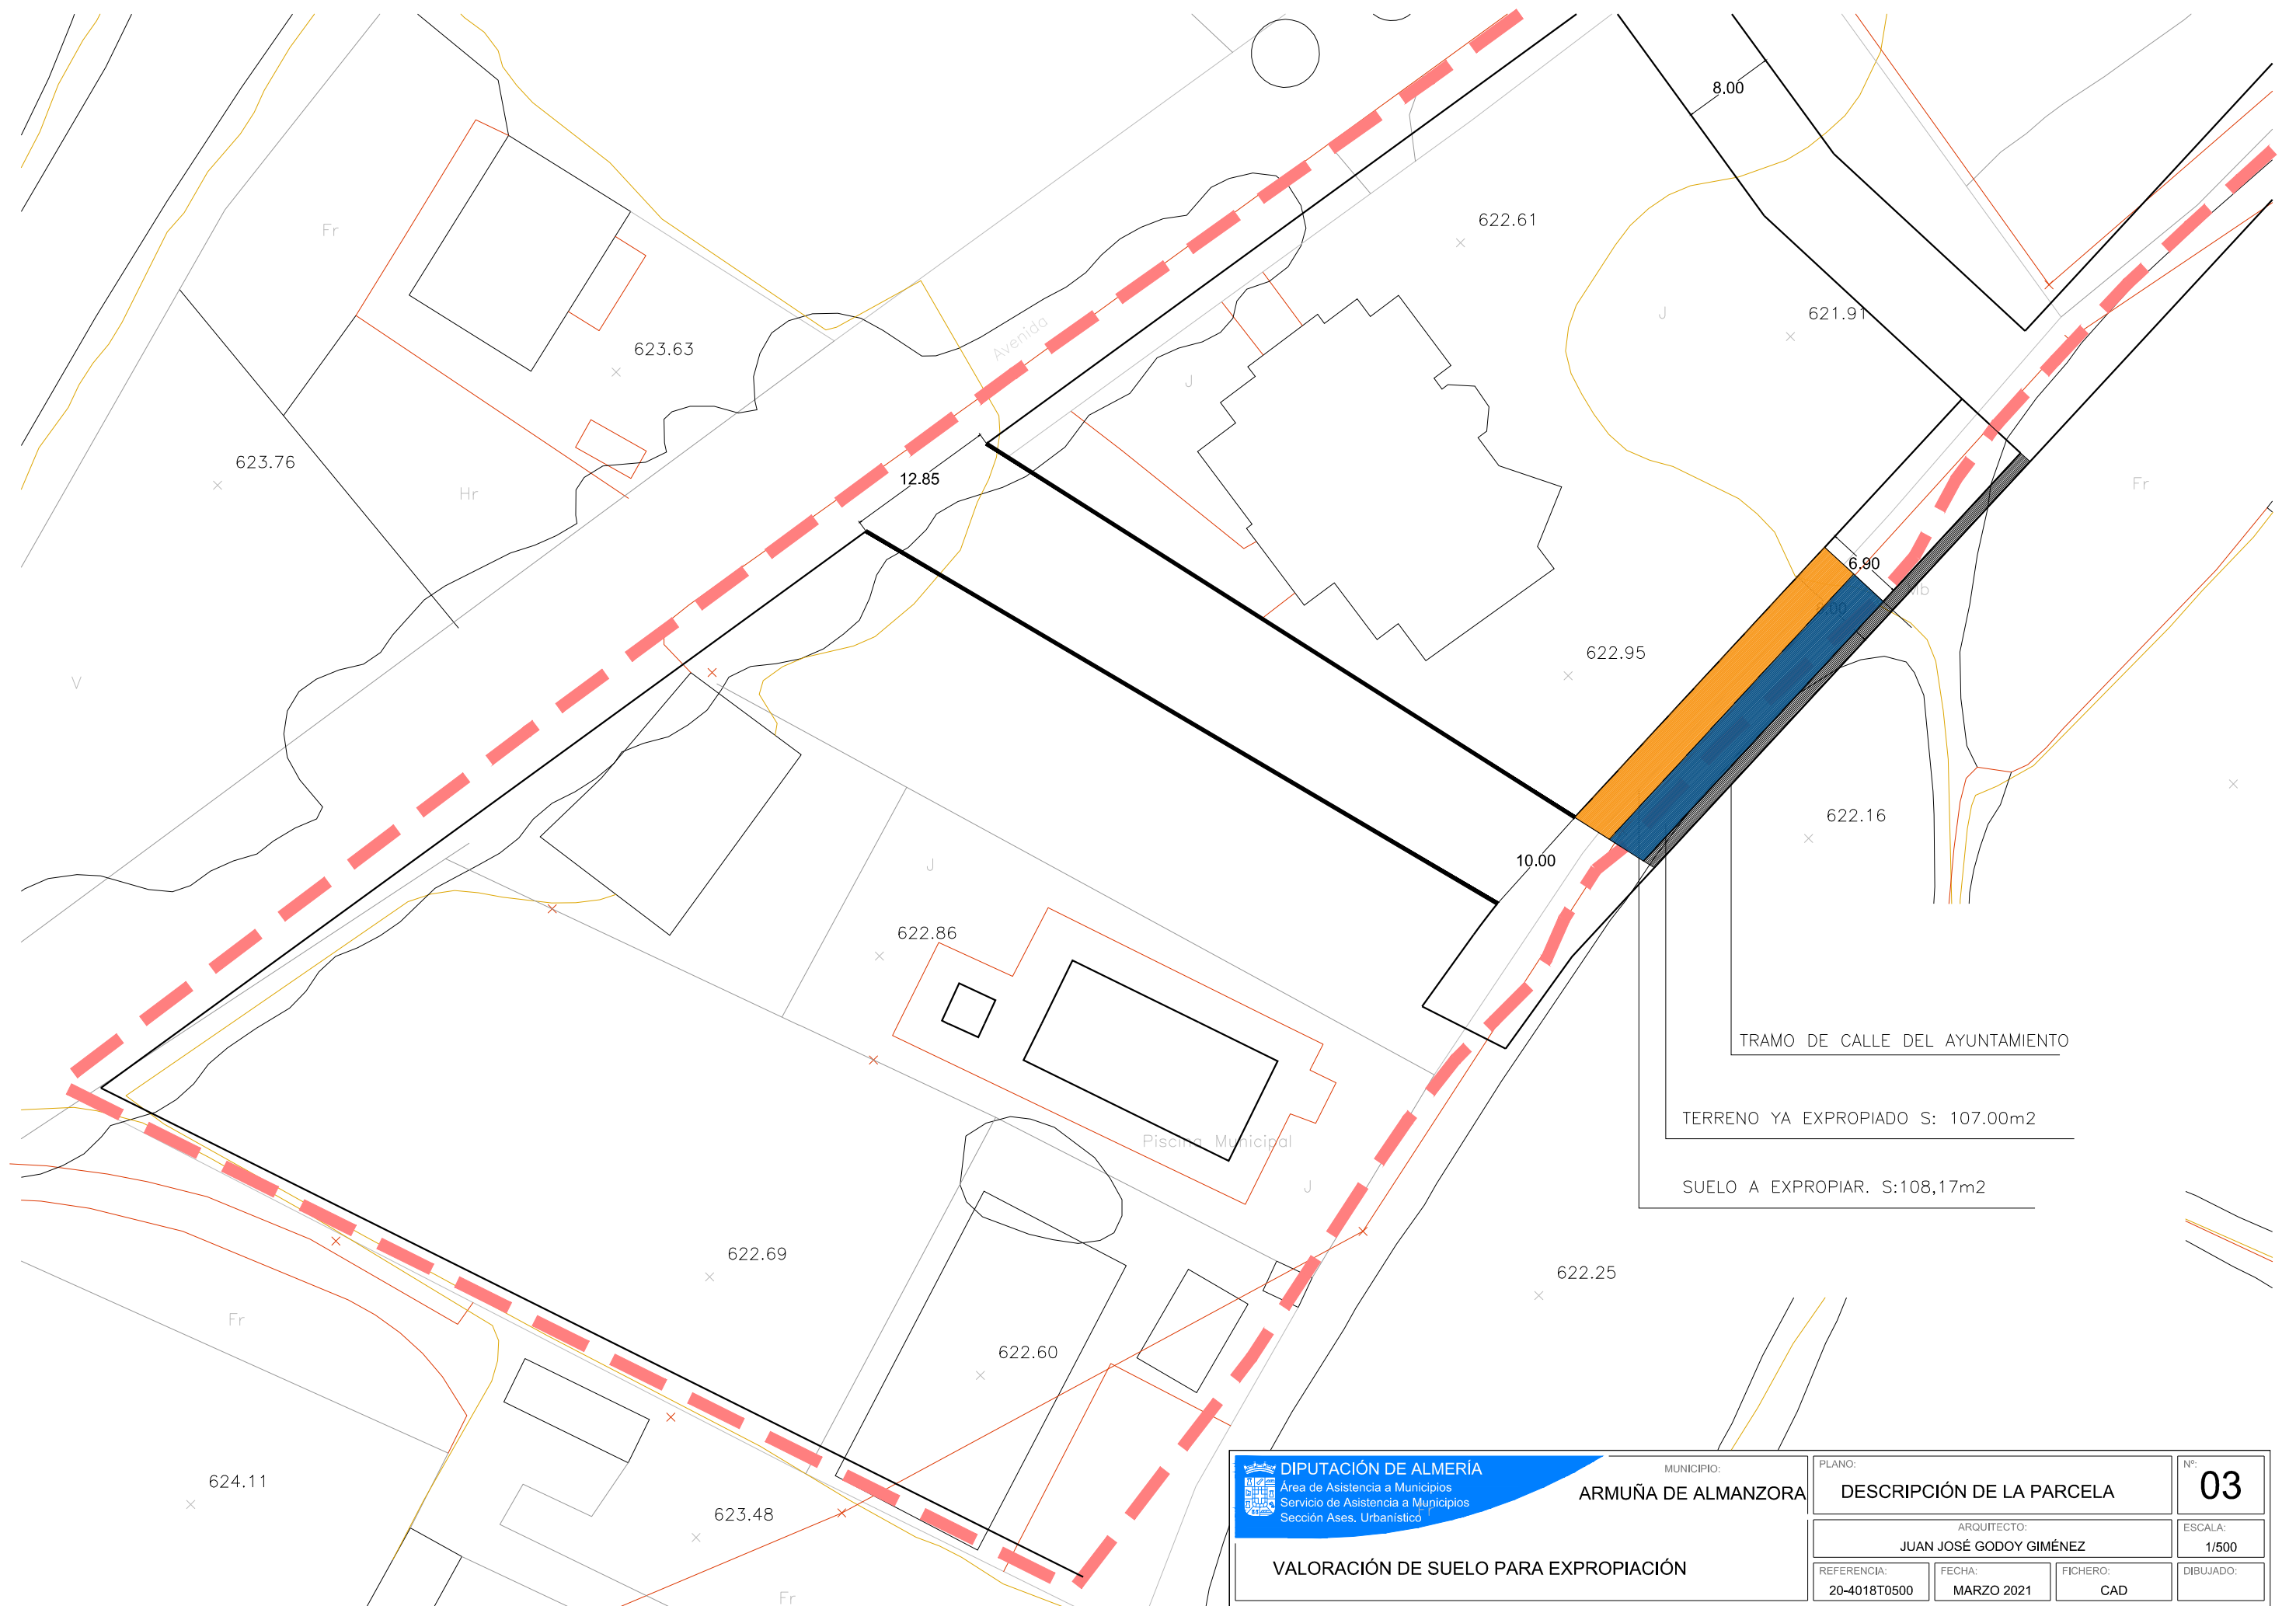 8.00
622.61
Fr
J
621.91
Avenida
623.63
J
12.85
623.76
Hr
Fr
6.90
Mb
8.00
622.95
V
622.16
10.00
J
622.86
TRAMO DE CALLE DEL AYUNTAMIENTO
TERRENO YA EXPROPIADO S: 107.00m2
Piscina Municipal
SUELO A EXPROPIAR. S:108,17m2
J
622.69
622.25
Fr
622.60
624.11
623.48
Fr
DIPUTACIÓN DE ALMERÍA
Área de Asistencia a Municipios
Servicio de Asistencia a Municipios
Sección Ases. Urbanístico
Fr
MUNICIPIO:
ARMUÑA DE ALMANZORA
VALORACIÓN DE SUELO PARA EXPROPIACIÓN
PLANO:
DESCRIPCIÓN DE LA PARCELA
Nº:
03
ARQUITECTO:
JUAN JOSÉ GODOY GIMÉNEZ
ESCALA:
1/500
REFERENCIA:
20-4018T0500
FECHA:
MARZO 2021
FICHERO:
CAD
DIBUJADO: